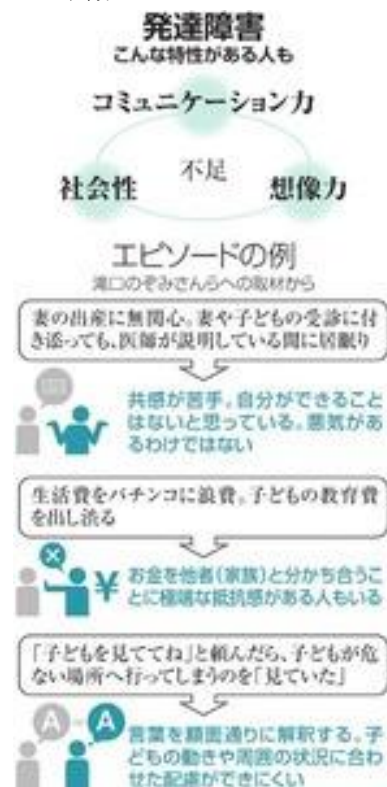 発達障害
こんな特性がある人も
コミュニケーション力
不足
社会性
想像力
エピソードの例
滝口のぞみさんらへの取材から
妻の出産に無関心。妻や子どもの受診に付
き添っても、医師が説明している間に居眠り
共感が苦手。自分ができること
はないと思っている。悪気があ
るわけではない
生活費をパチンコに浪費。子どもの教育費
を出し渋る
¥
お金を他者(家族)と分かち合うこ
とに極端な抵抗感がある人もいる
「子どもを見ててね」と頼んだら、子どもが危
ない場所へ行ってしまうのを「見ていた」
A
A
言葉を額面通りに解釈する。子
どもの動きや周囲の状況に合わ
せた配慮ができにくい